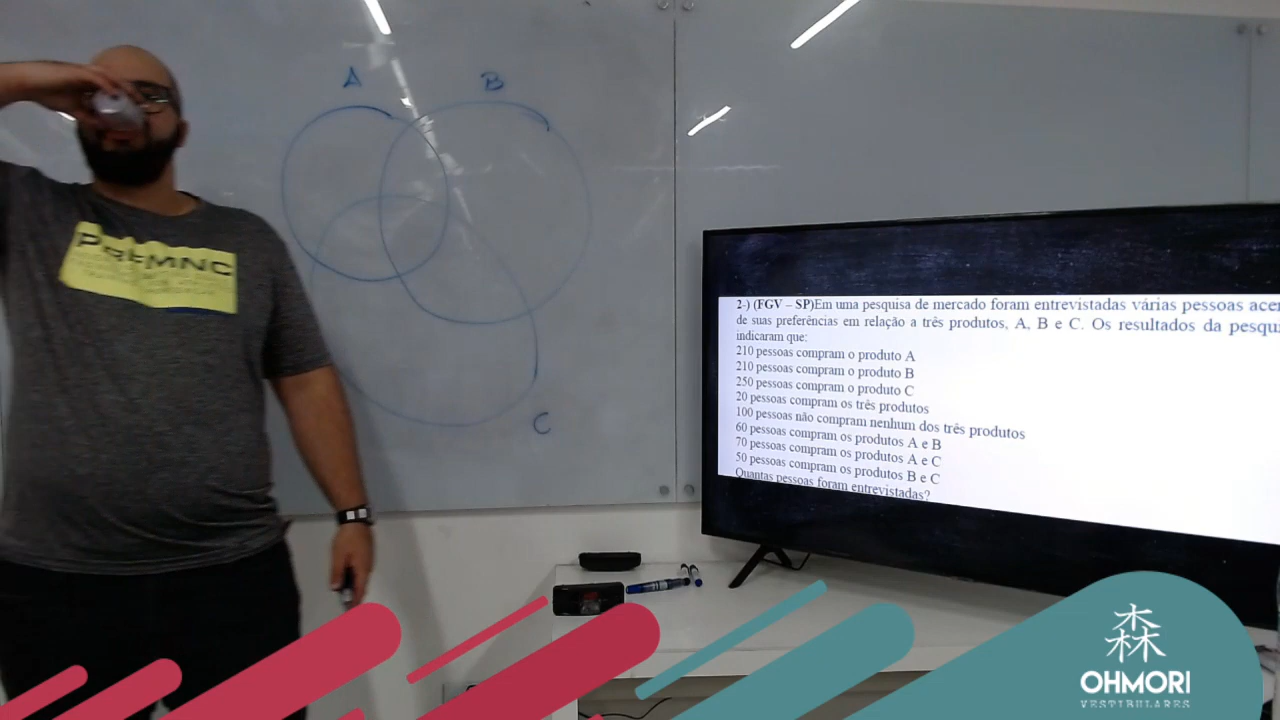 A
B
C
2-) (FGV – SP)Em uma pesquisa de mercado foram entrevistadas várias pessoas
de suas preferências em relação a três produtos, A, B e C. Os resultados da
indicaram que:
210 pessoas compram o produto A
210 pessoas compram o produto B
250 pessoas compram o produto C
20 pessoas compram os três produtos
100 pessoas não compram nenhum dos três produtos
60 pessoas compram os produtos A e B
70 pessoas compram os produtos A e C
50 pessoas compram os produtos B e C
Quantas pessoas foram entrevistadas?
森
OHMORI
VESTIBULARES